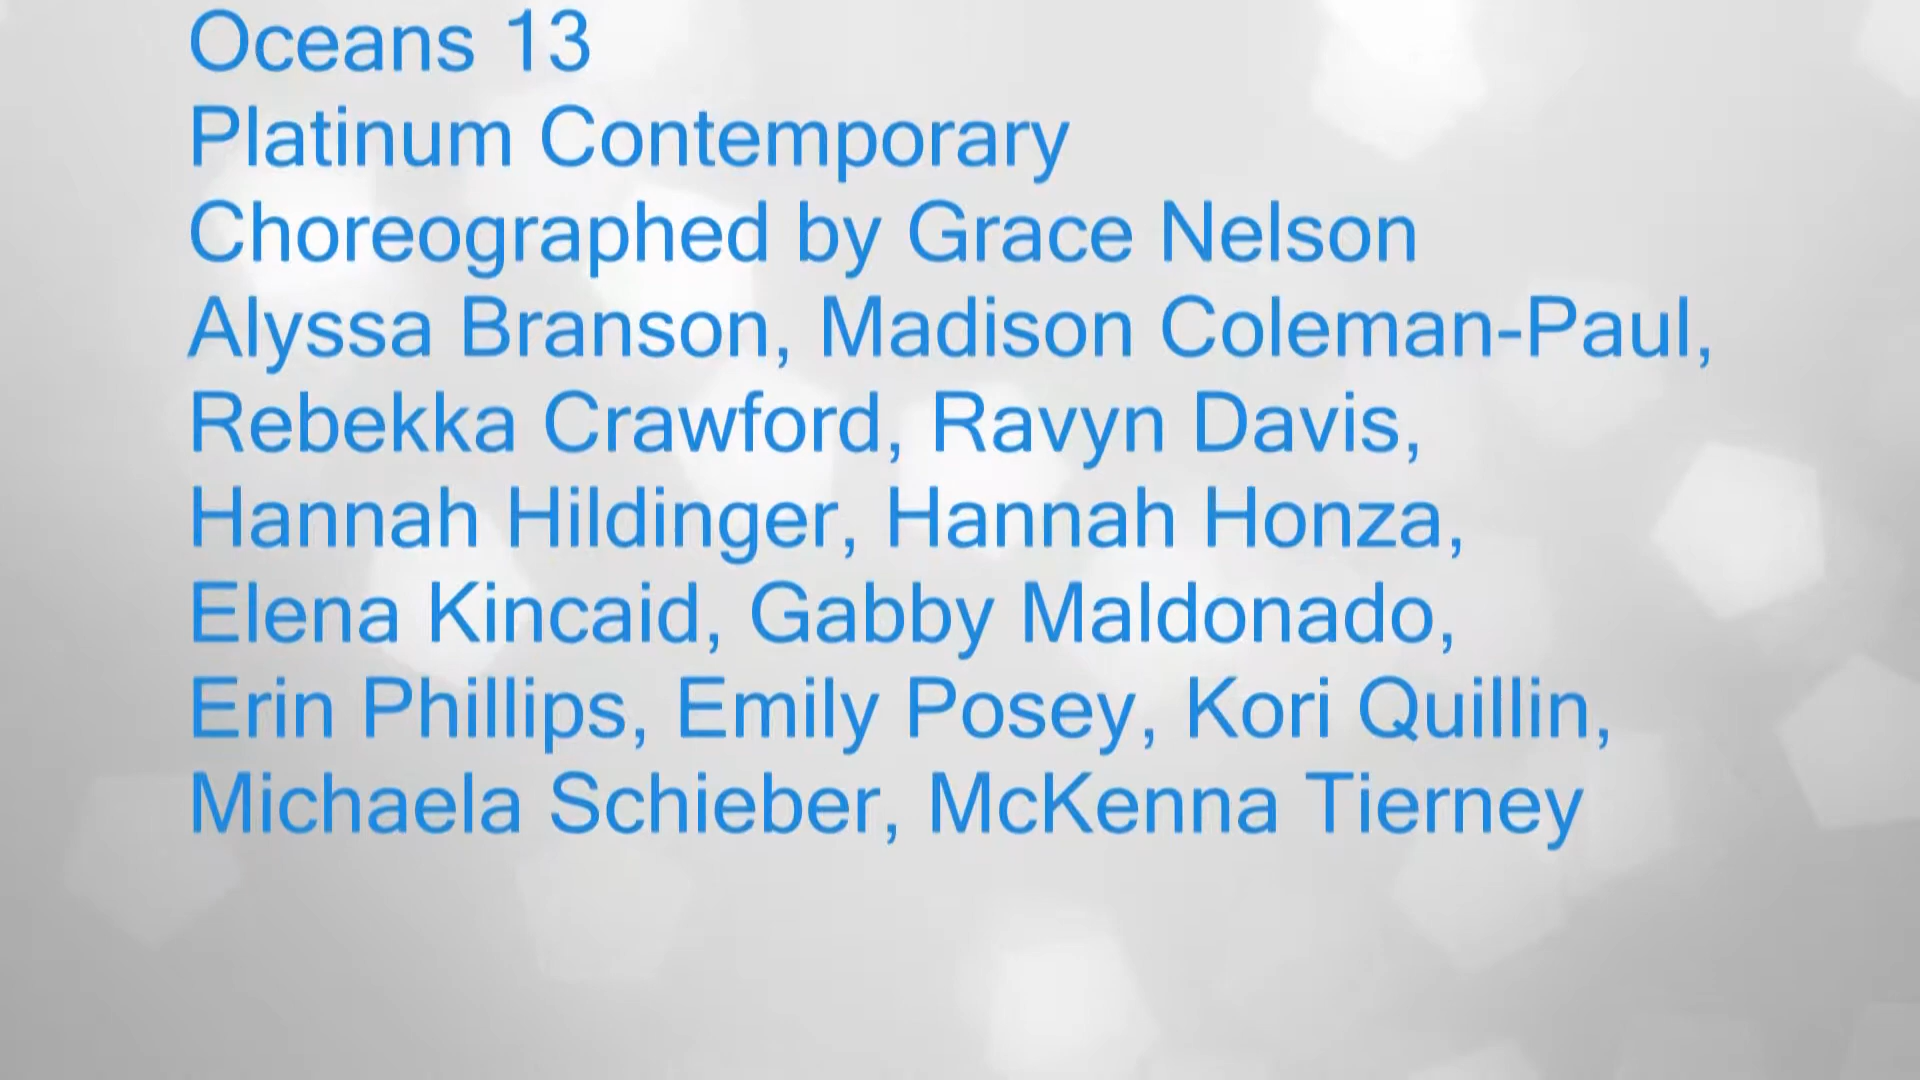 Oceans 13
Platinum Contemporary
Choreographed by Grace Nelson
Alyssa Branson, Madison Coleman-Paul,
Rebekka Crawford, Ravyn Davis,
Hannah Hildinger, Hannah Honza,
Elena Kincaid, Gabby Maldonado,
Erin Phillips, Emily Posey, Kori Quillin,
Michaela Schieber, McKenna Tierney